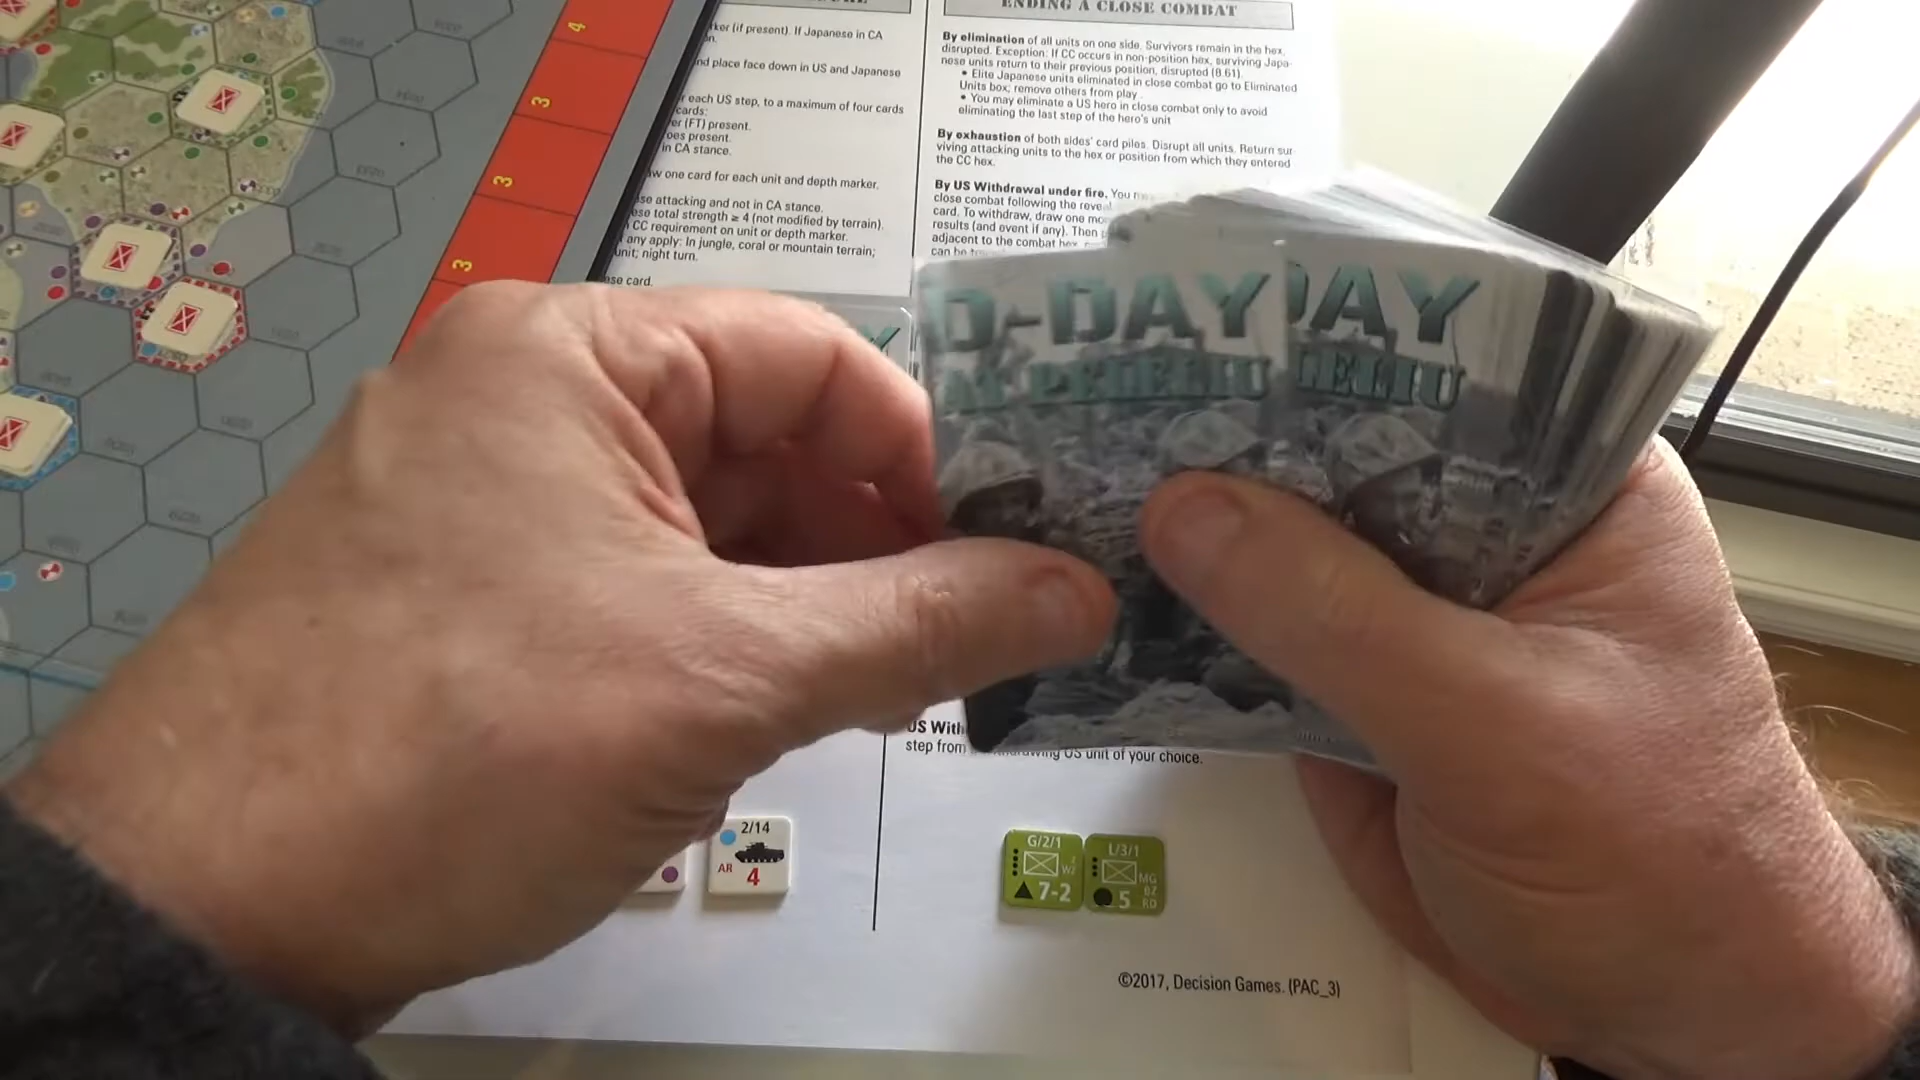 4
3
3
3
ENDING A CLOSE COMBAT
ker (if present). If Japanese in CA
nd place face down in US and Japanese
r each US step, to a maximum of four cards
cards:
er (FT) present.
oes present.
in CA stance.
aw one card for each unit and depth marker.
se attacking and not in CA stance.
ese total strength ≥ 4 (not modified by terrain).
CC requirement on unit or depth marker.
any apply: In jungle, coral or mountain terrain;
unit; night turn.
ese card.
By elimination of all units on one side. Survivors remain in the hex,
disrupted. Exception: If CC occurs in non-position hex, surviving Japa-
nese units return to their previous position, disrupted (8.61).
• Elite Japanese units eliminated in close combat go to Eliminated
Units box; remove others from play.
• You may eliminate a US hero in close combat only to avoid
eliminating the last step of the hero's unit
By exhaustion of both sides' card piles. Disrupt all units. Return sur-
viving attacking units to the hex or position from which they entered
the CC hex.
By US Withdrawal under fire. You
close combat following the
card. To withdraw, draw one
results (and event if any). Then
adjacent to the combat hex
can be
D-DAY
AT PELELIU
DAY
LELIU
US With
step from
US unit of your choice.
2/14
AR 4
G/2/1
7-2
L/3/1
MG
BZ
5 RD
©2017, Decision Games. (PAC_3)